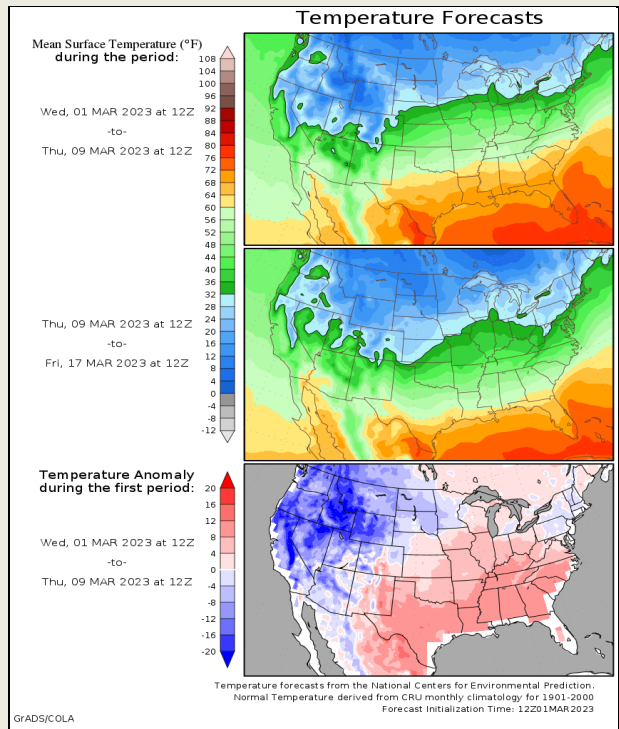 Temperature Forecasts
Mean Surface Temperature (°F)
during the period:
108
104
100
96
92
88
84
80
76
72
68
64
60
56
52
48
44
40
36
32
28
24
20
16
12
8
4
0
-4
-8
-12
Wed, 01 MAR 2023 at 12Z
-to-
Thu, 09 MAR 2023 at 12Z
Thu, 09 MAR 2023 at 12Z
-to-
Fri, 17 MAR 2023 at 12Z
Temperature Anomaly
during the first period:
20
16
12
8
4
0
-4
-8
-12
-16
-20
Wed, 01 MAR 2023 at 12Z
-to-
Thu, 09 MAR 2023 at 12Z
Temperature forecasts from the National Centers for Environmental Prediction.
Normal Temperature derived from CRU monthly climatology for 1901-2000
Forecast Initialization Time: 12Z01MAR2023
GrADS/COLA